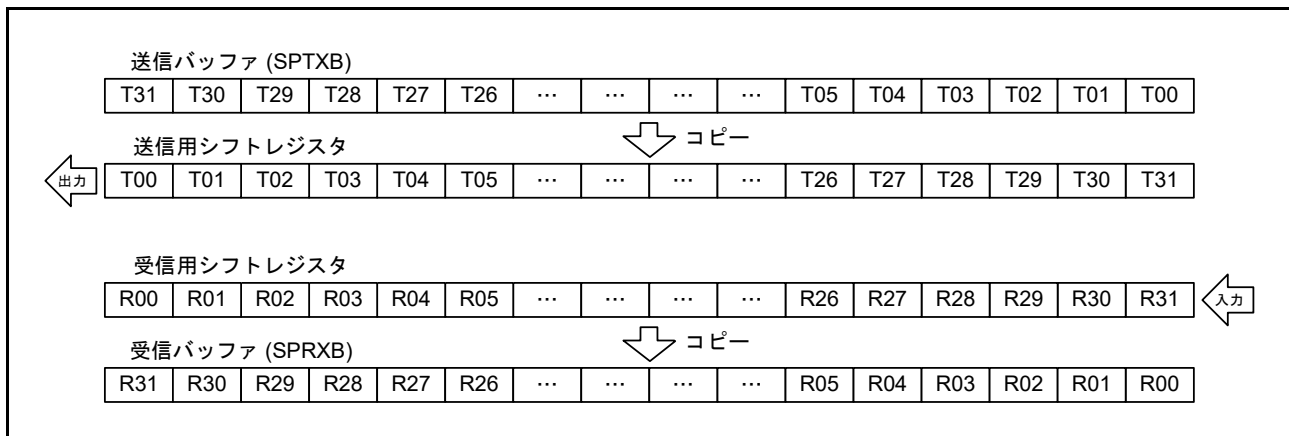 送信バッファ (SPTXB)
T31 T30 T29 T28 T27 T26 … … … … T05 T04 T03 T02 T01 T00
コピー
送信用シフトレジスタ
出力 T00 T01 T02 T03 T04 T05 … … … … T26 T27 T28 T29 T30 T31
受信用シフトレジスタ
R00 R01 R02 R03 R04 R05 … … … … R26 R27 R28 R29 R30 R31 入力
コピー
受信バッファ (SPRXB)
R31 R30 R29 R28 R27 R26 … … … … R05 R04 R03 R02 R01 R00